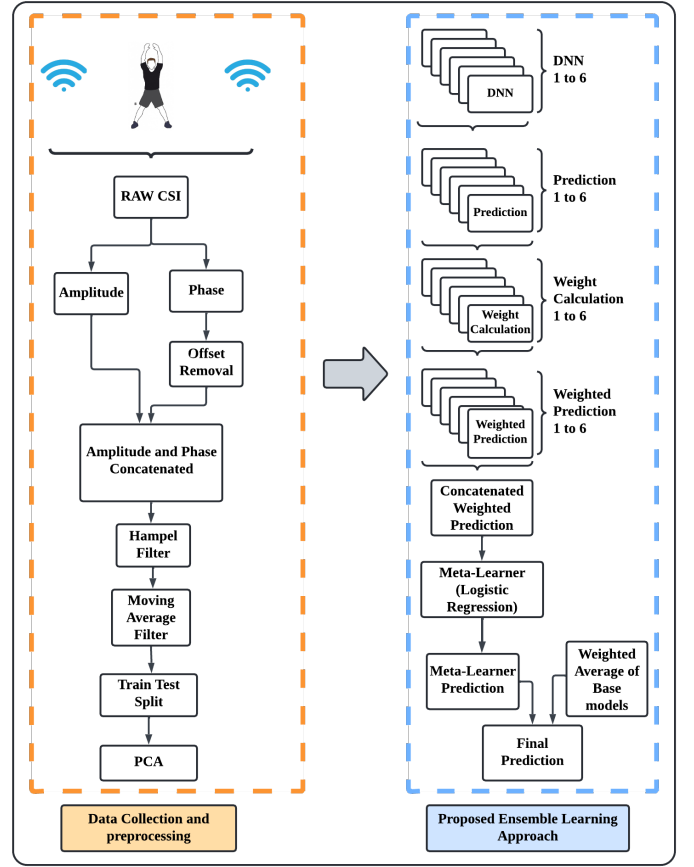 RAW CSI
Amplitude
Phase
Offset
Removal
Amplitude and Phase
Concatenated
Hampel
Filter
Moving
Average
Filter
Train Test
Split
PCA
Data Collection and
preprocessing
DNN
DNN
1 to 6
Prediction
Prediction
1 to 6
Weight
Calculation
Weight
Calculation
1 to 6
Weighted
Prediction
Weighted
Prediction
1 to 6
Concatenated
Weighted
Prediction
Meta-Learner
(Logistic
Regression)
Meta-Learner
Prediction
Weighted
Average of
Base
models
Final
Prediction
Proposed Ensemble Learning
Approach